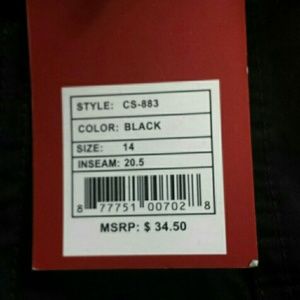 STYLE: CS-883
COLOR: BLACK
SIZE: 14
INSEAM: 20.5
8 77751 00702 8
MSRP: $ 34.50